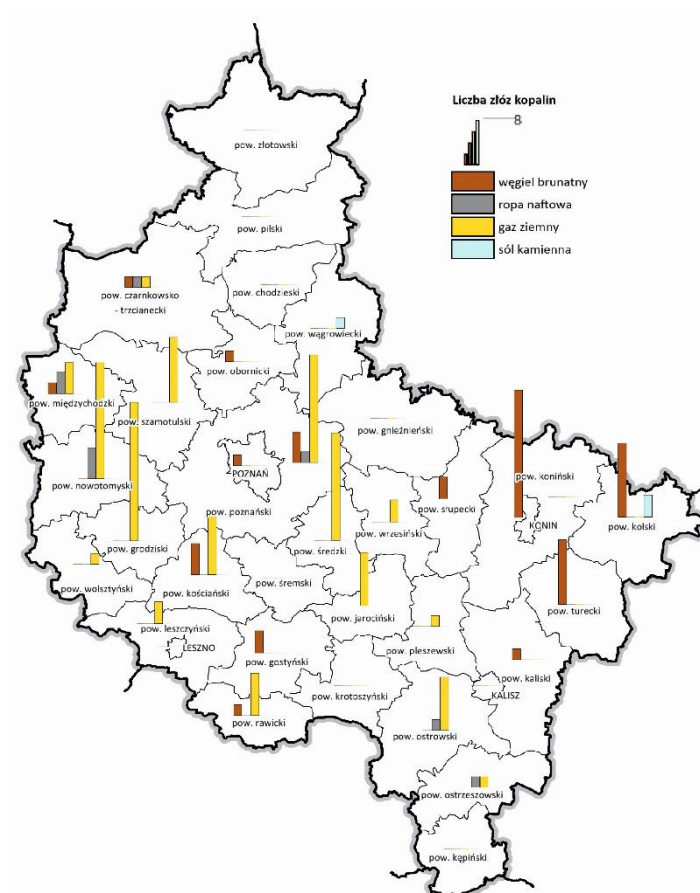 Liczba złóż kopalin
8
węgiel brunatny
ropa naftowa
gaz ziemny
sól kamienna
pow. złotowski
pow. pilski
pow. chodzieski
pow. czarnkowsko
- trzcianecki
pow. wągrowiecki
pow. obornicki
pow. międzychodzki
pow. szamotulski
pow. gnieźnieński
POZNAŃ
pow. koniński
pow. nowotomyski
pow. słupecki
pow. poznański
KONIN
pow. kolski
pow. wrzesiński
pow. grodziski
pow. średzki
pow. wolsztyński
pow. kościański
pow. śremski
pow. turecki
pow. jarociński
pow. leszczyński
LESZNO
pow. pleszewski
pow. gostyński
pow. kaliski
pow. krotoszyński
KALISZ
pow. rawicki
pow. ostrowski
pow. ostrzeszowski
pow. kępiński